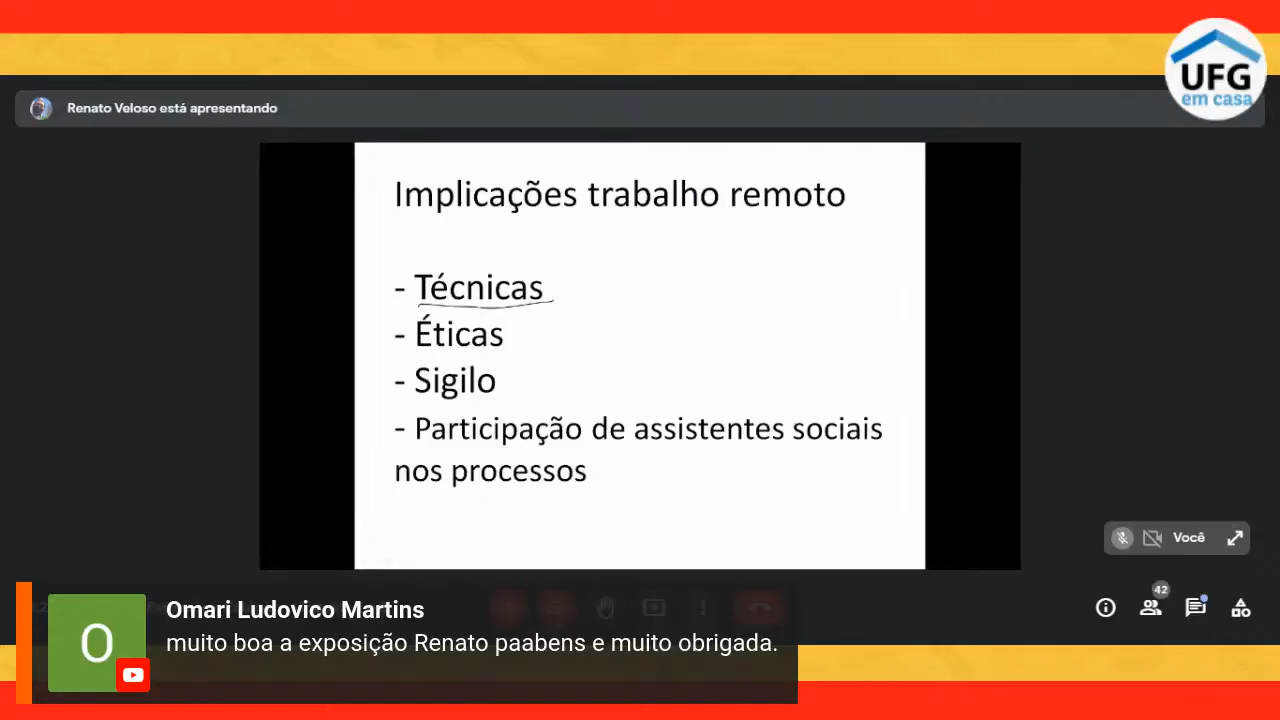 UFG
em casa
Renato Veloso está apresentando
Implicações trabalho remoto
- Técnicas
- Éticas
- Sigilo
- Participação de assistentes sociais
nos processos
Você
42
O
Omari Ludovico Martins
muito boa a exposição Renato paabens e muito obrigada.